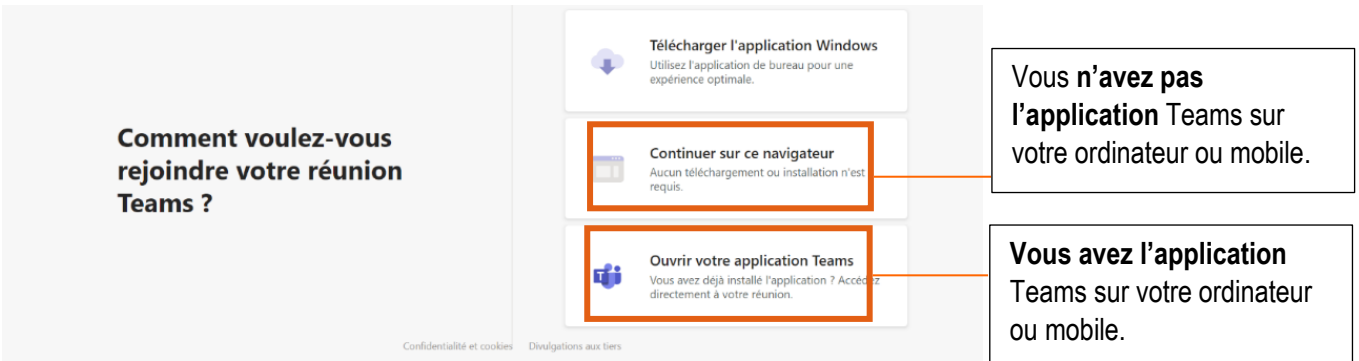 Comment voulez-vous
rejoindre votre réunion
Teams ?
Télécharger l'application Windows
Utilisez l'application de bureau pour une
expérience optimale.
Continuer sur ce navigateur
Aucun téléchargement ou installation n'est
requis.
Ouvrir votre application Teams
Vous avez déjà installé l'application ? Accédez
directement à votre réunion.
Confidentialité et cookies Divulgations aux tiers
Vous n’avez pas
l’application Teams sur
votre ordinateur ou mobile.
Vous avez l’application
Teams sur votre ordinateur
ou mobile.